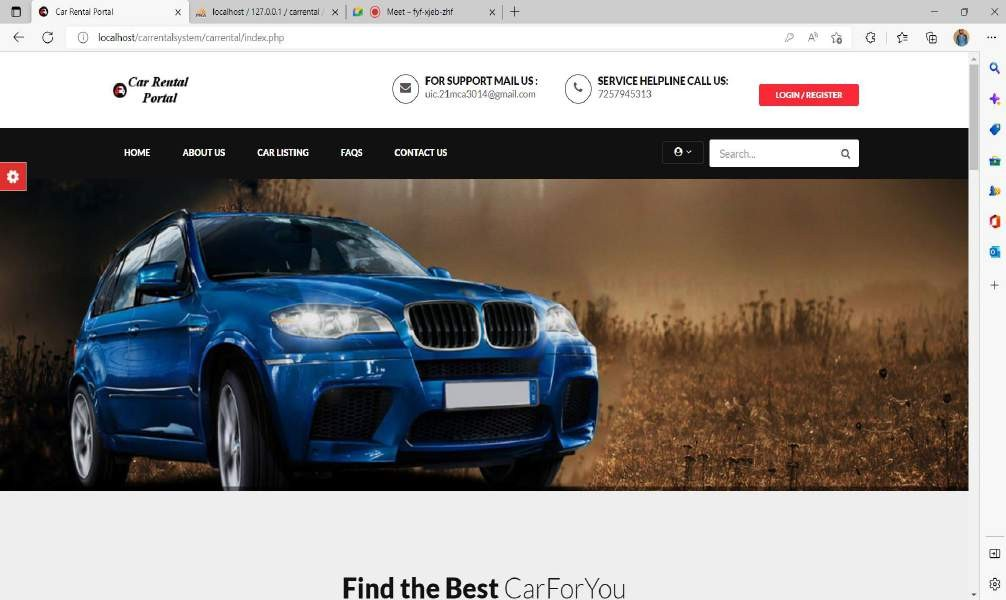 Car Rental Portal
localhost / 127.0.0.1 / carrental /
Meet – fyf-xjeb-zhf
localhost/carrentalsystem/carrental/index.php
Car Rental
Portal
FOR SUPPORT MAIL US :
uic.21mca3014@gmail.com
SERVICE HELPLINE CALL US:
7257945313
LOGIN / REGISTER
HOME ABOUT US CAR LISTING FAQS CONTACT US
Search...
Find the Best CarForYou